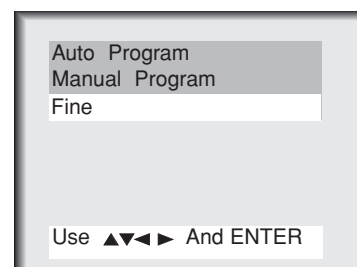 Auto Program
Manual Program
Fine
Use ▲▼◄ ► And ENTER